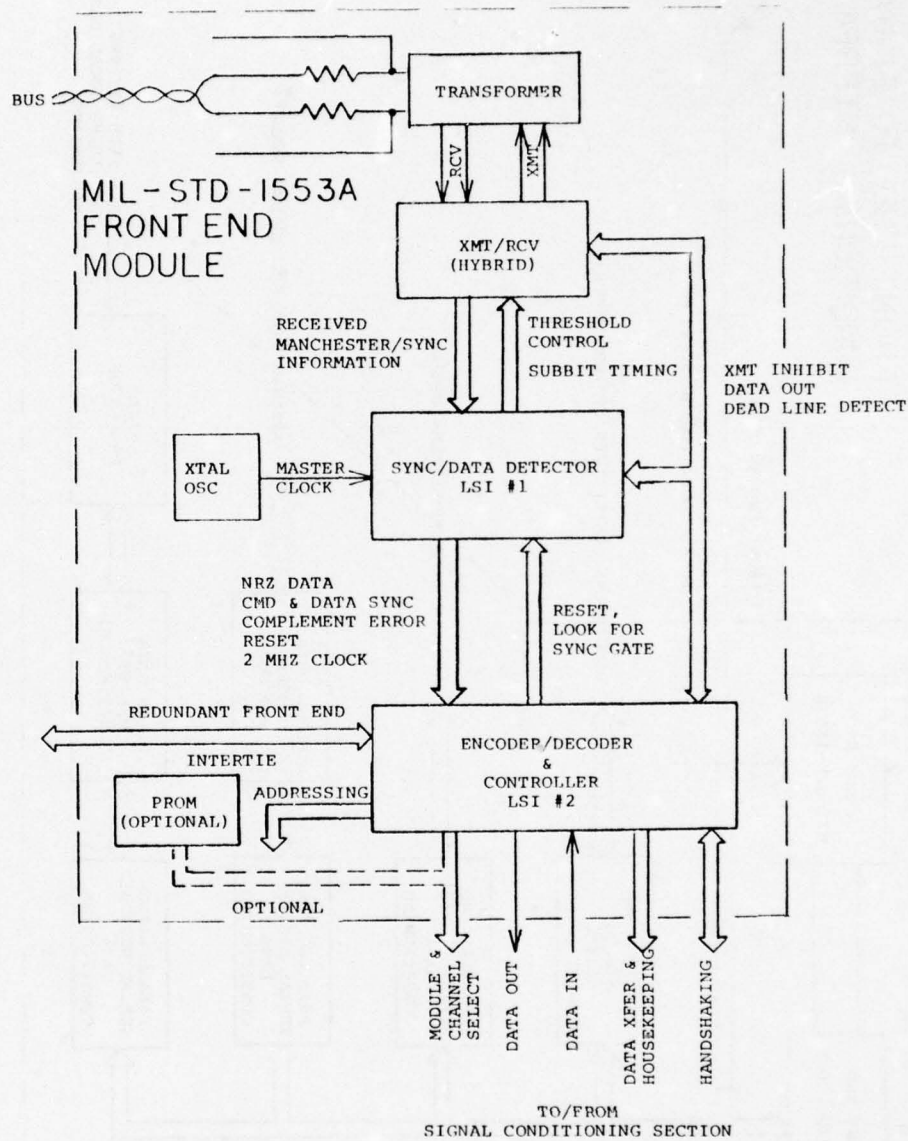 BUS
TRANSFORMER
RCV
XMT
MIL-STD-1553A
FRONT END
MODULE
XMT/RCV
(HYBRID)
RECEIVED
MANCHESTER/SYNC
INFORMATION
THRESHOLD
CONTROL
SUBBIT TIMING
XMT INHIBIT
DATA OUT
DEAD LINE DETECT
XTAL
OSC
MASTER
CLOCK
SYNC/DATA DETECTOR
LSI #1
NRZ DATA
CMD & DATA SYNC
COMPLEMENT ERROR
RESET
2 MHZ CLOCK
RESET,
LOOK FOR
SYNC GATE
REDUNDANT FRONT END
INTERTIE
ENCODER/DECODER
&
CONTROLLER
LSI #2
PROM
(OPTIONAL)
ADDRESSING
OPTIONAL
MODULE &
CHANNEL
SELECT
DATA OUT
DATA IN
DATA XFER &
HOUSEKEEPING
HANDSHAKING
TO/FROM
SIGNAL CONDITIONING SECTION